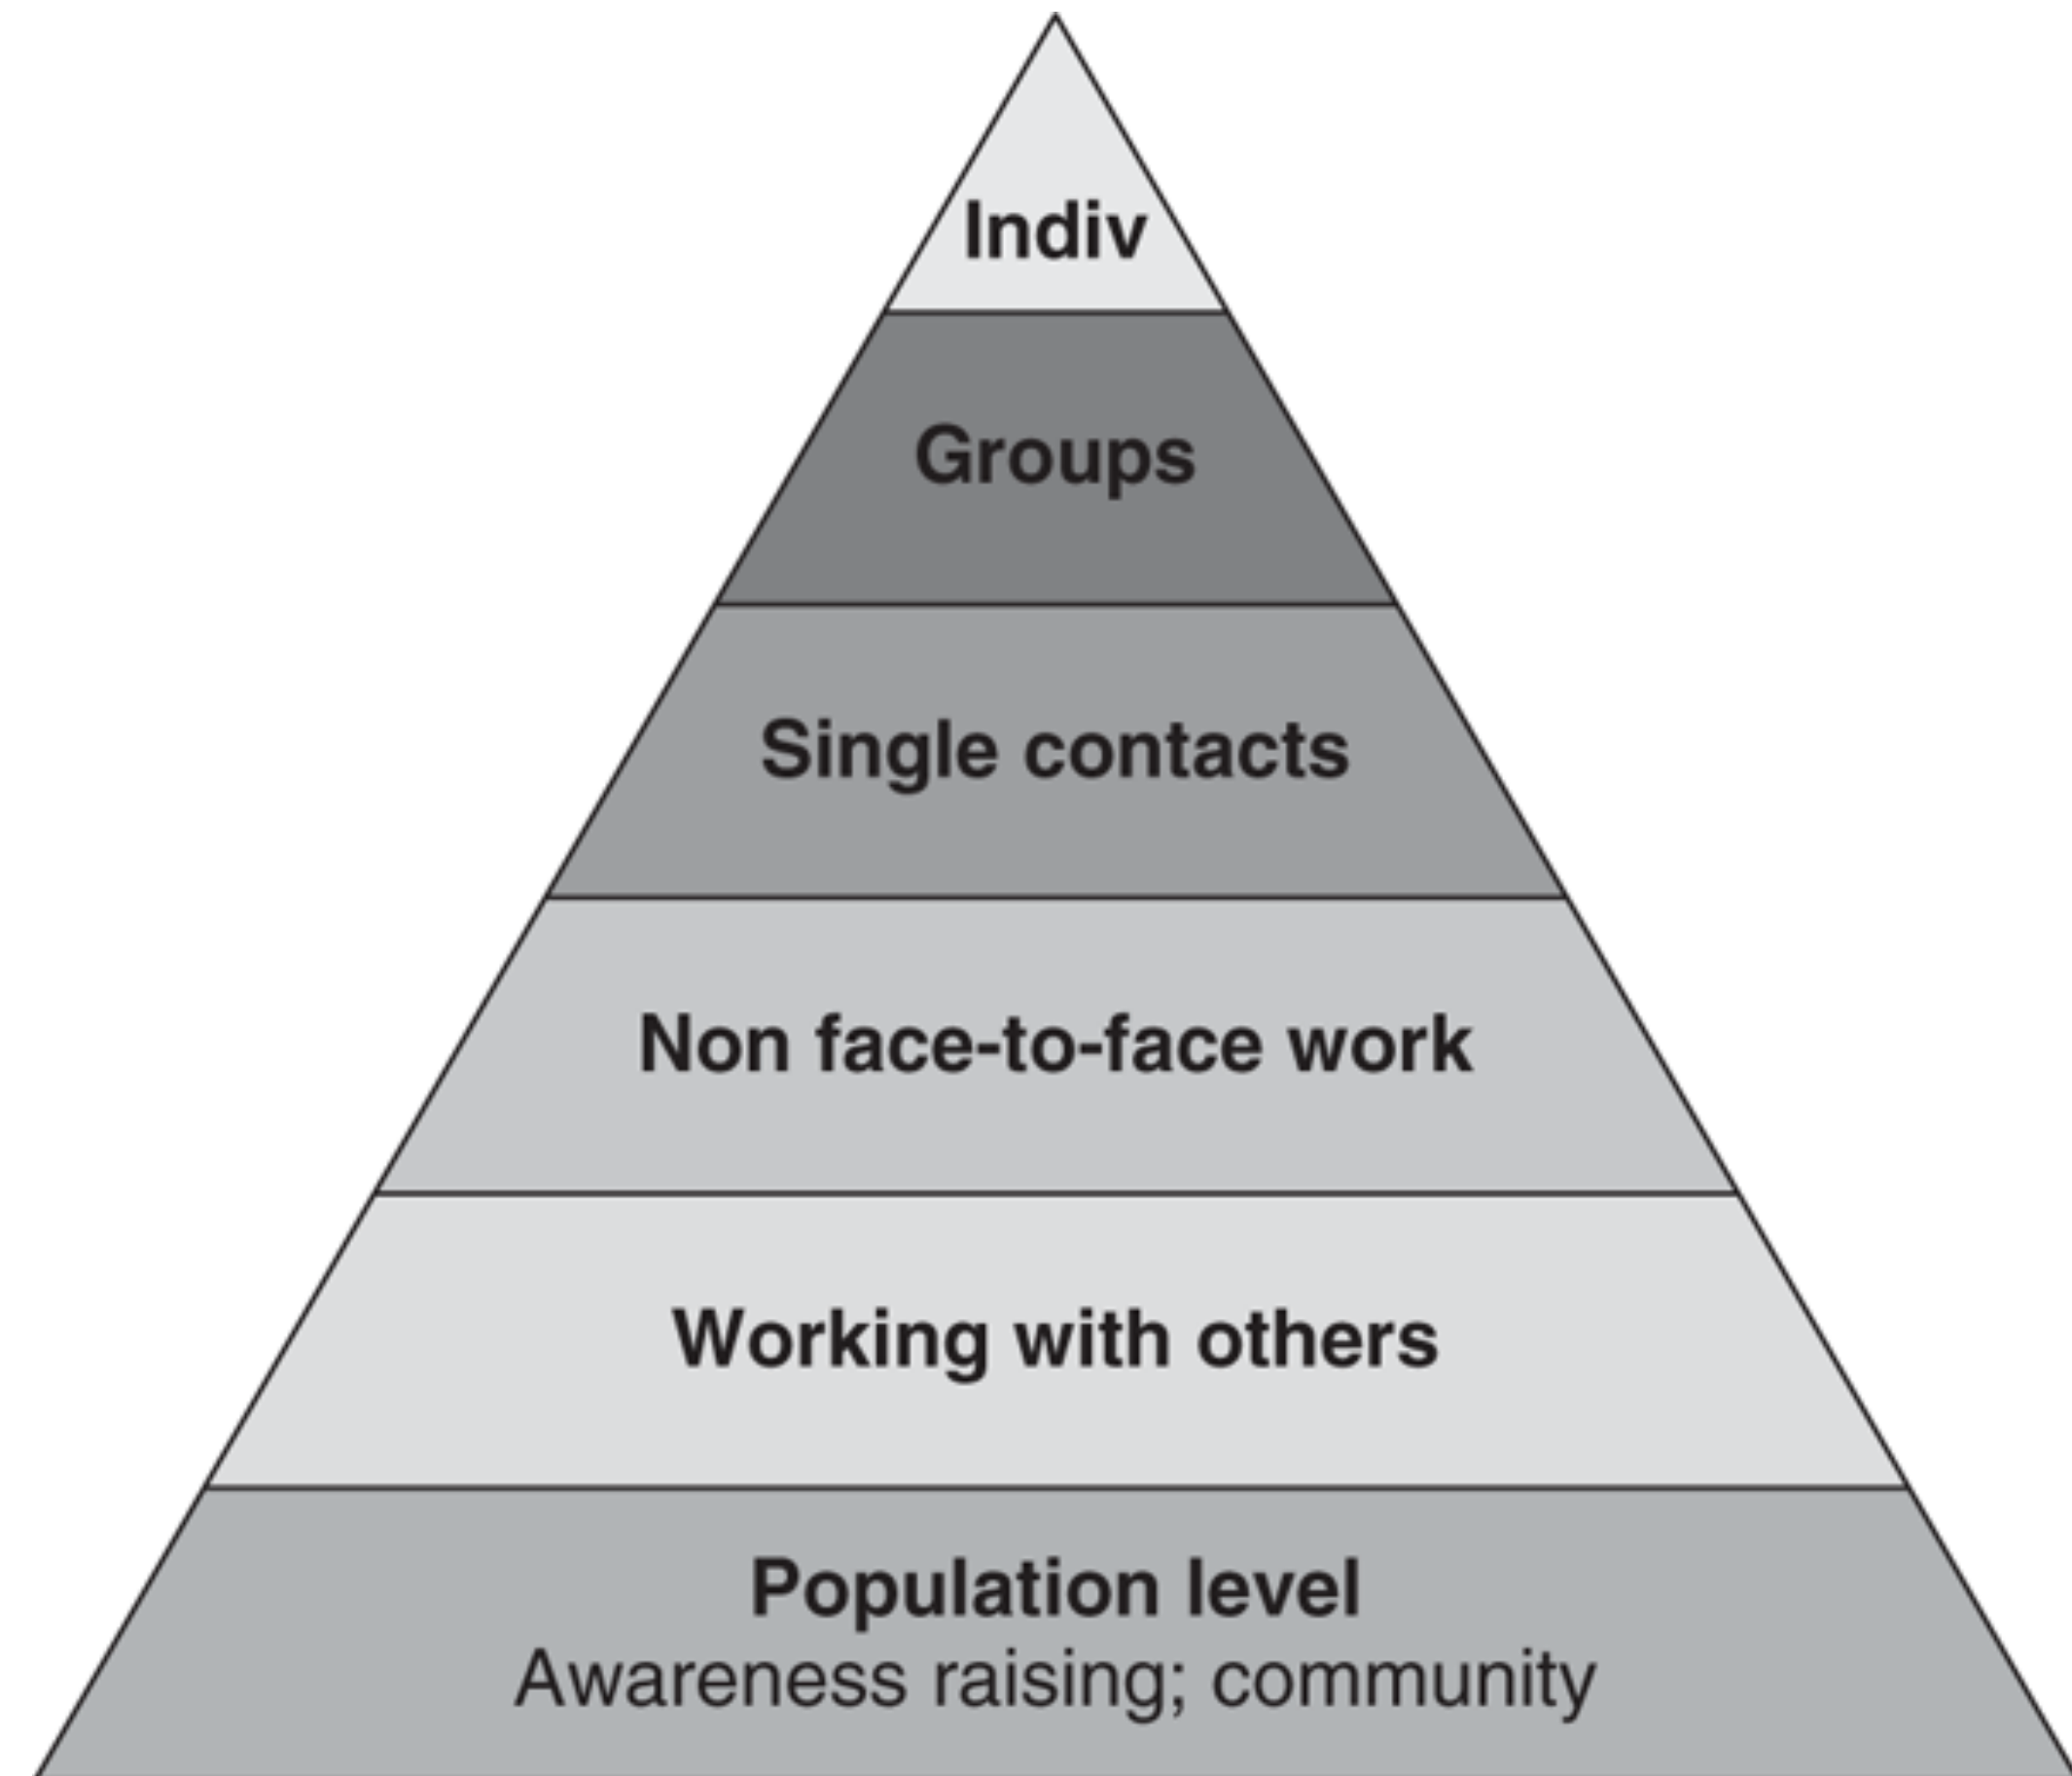 Indiv
Groups
Single contacts
Non face-to-face work
Working with others
Population level
Awareness raising; community